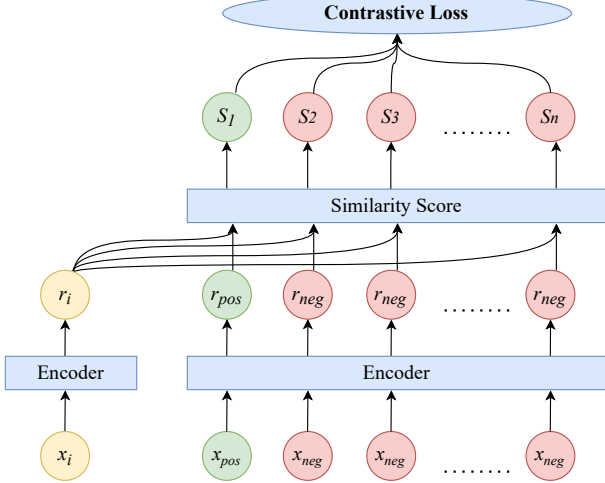 Contrastive Loss
S1 S2 S3 ........ Sn
Similarity Score
ri rpos rneg rneg ........ rneg
Encoder Encoder
xi xpos xneg xneg ........ xneg